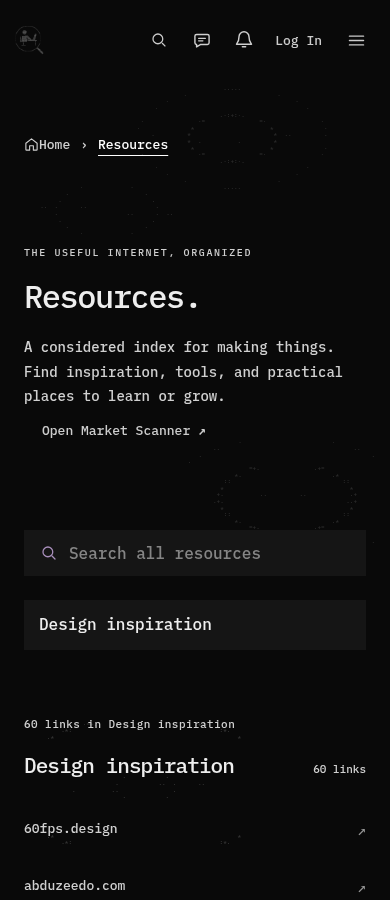 Log In
Home › Resources
THE USEFUL INTERNET, ORGANIZED
Resources.
A considered index for making things.
Find inspiration, tools, and practical
places to learn or grow.
Open Market Scanner ↗
Search all resources
Design inspiration
60 links in Design inspiration
Design inspiration
60 links
60fps.design ↗
abduzeedo.com ↗